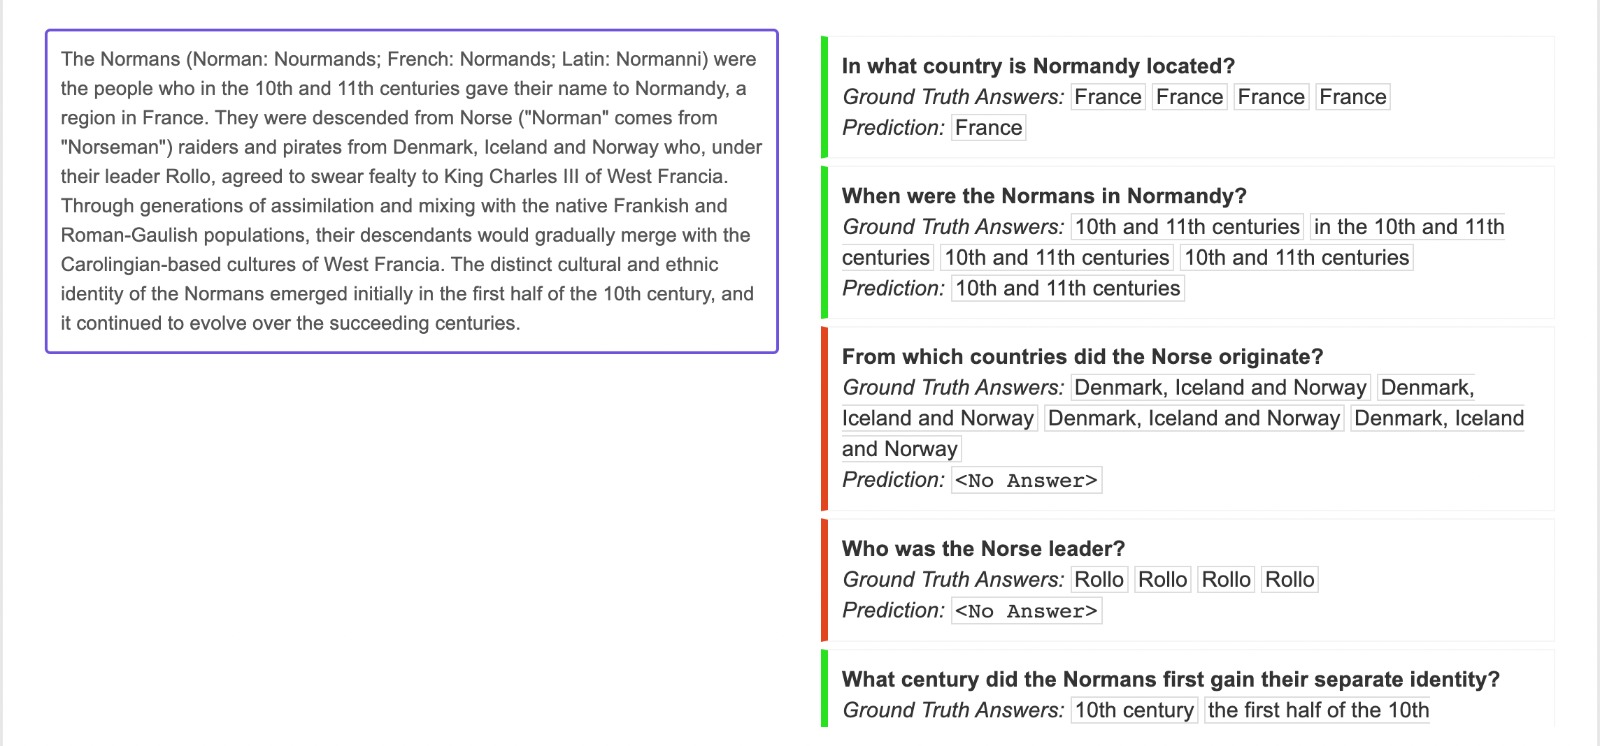 The Normans (Norman: Nourmands; French: Normands; Latin: Normanni) were
the people who in the 10th and 11th centuries gave their name to Normandy, a
region in France. They were descended from Norse ("Norman" comes from
"Norseman") raiders and pirates from Denmark, Iceland and Norway who, under
their leader Rollo, agreed to swear fealty to King Charles III of West Francia.
Through generations of assimilation and mixing with the native Frankish and
Roman-Gaulish populations, their descendants would gradually merge with the
Carolingian-based cultures of West Francia. The distinct cultural and ethnic
identity of the Normans emerged initially in the first half of the 10th century, and
it continued to evolve over the succeeding centuries.
In what country is Normandy located?
Ground Truth Answers: France France France France
Prediction: France
When were the Normans in Normandy?
Ground Truth Answers: 10th and 11th centuries in the 10th and 11th
centuries 10th and 11th centuries 10th and 11th centuries
Prediction: 10th and 11th centuries
From which countries did the Norse originate?
Ground Truth Answers: Denmark, Iceland and Norway Denmark,
Iceland and Norway Denmark, Iceland and Norway Denmark, Iceland
and Norway
Prediction: <No Answer>
Who was the Norse leader?
Ground Truth Answers: Rollo Rollo Rollo Rollo
Prediction: <No Answer>
What century did the Normans first gain their separate identity?
Ground Truth Answers: 10th century the first half of the 10th